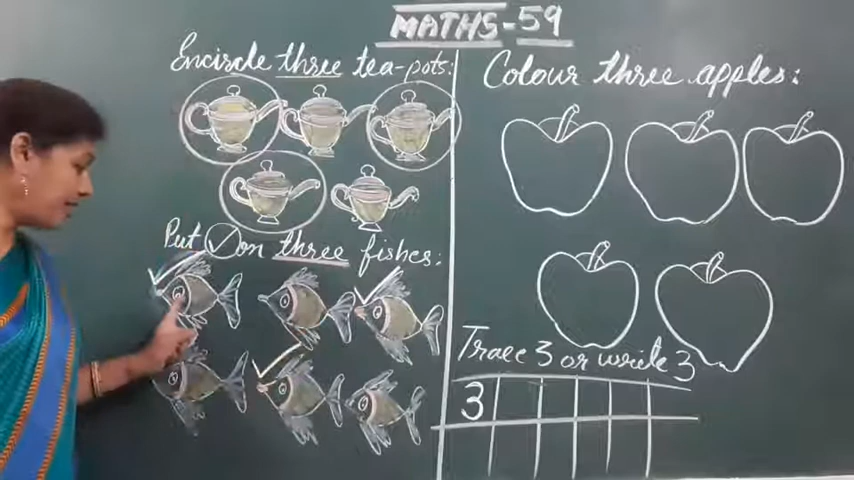 MATHS-59
Encircle three tea-pots:
Put ✓ on three fishes:
Colour three apples:
Trace 3 or write 3
3